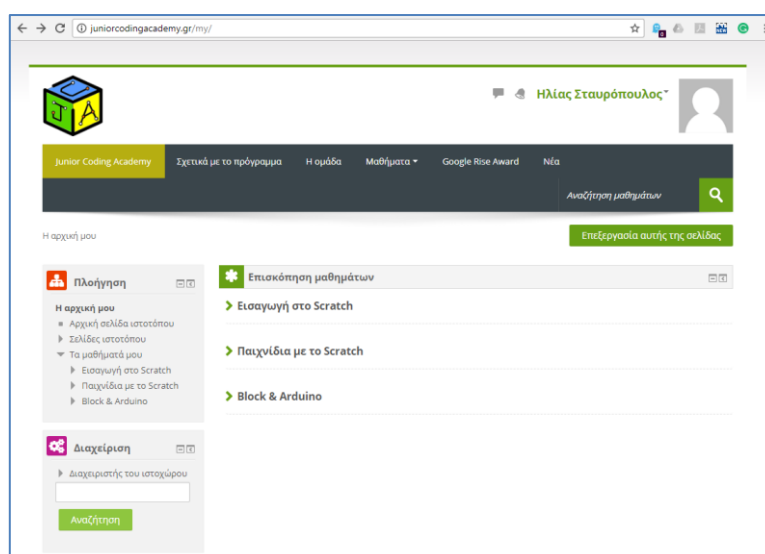 juniorcodingacademy.gr/my/
J C A
Ηλίας Σταυρόπουλος
Junior Coding Academy Σχετικά με το πρόγραμμα Η ομάδα Μαθήματα Google Rise Award Νέα
Αναζήτηση μαθημάτων
Η αρχική μου Επεξεργασία αυτής της σελίδας
Πλοήγηση
Η αρχική μου
Αρχική σελίδα ιστοτόπου
Σελίδες ιστοτόπου
Τα μαθήματά μου
Εισαγωγή στο Scratch
Παιχνίδια με το Scratch
Block & Arduino
Επισκόπηση μαθημάτων
Εισαγωγή στο Scratch
Παιχνίδια με το Scratch
Block & Arduino
Διαχείριση
Διαχειριστής του ιστοχώρου
Αναζήτηση